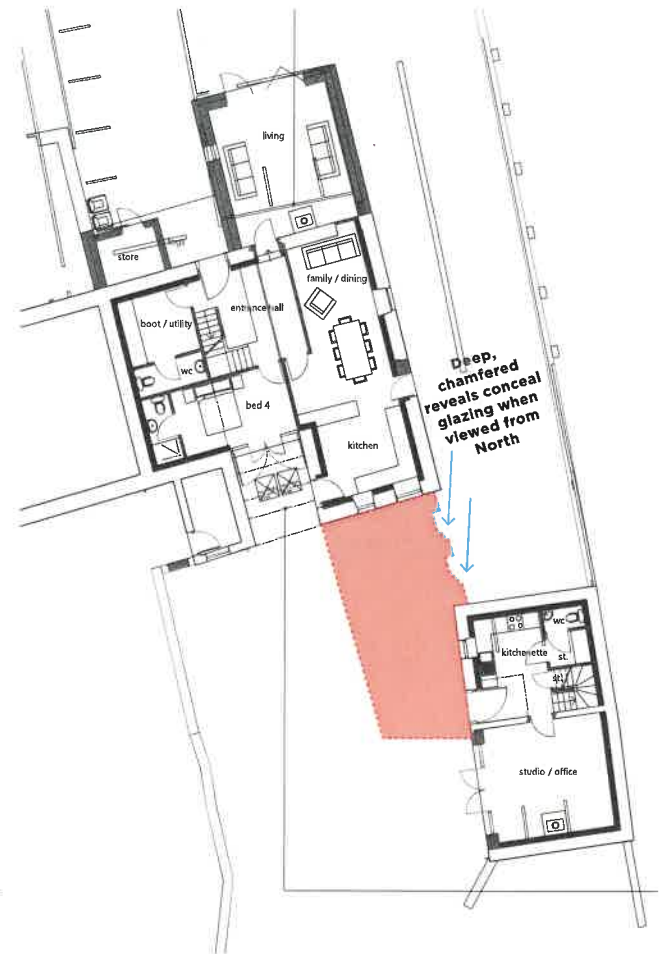 living
store
family / dining
entrance hall
boot / utility
wc
bed 4
kitchen
Deep,
chamfered
reveals conceal
glazing when
viewed from
North
wc
kitchenette
st.
st.
studio / office